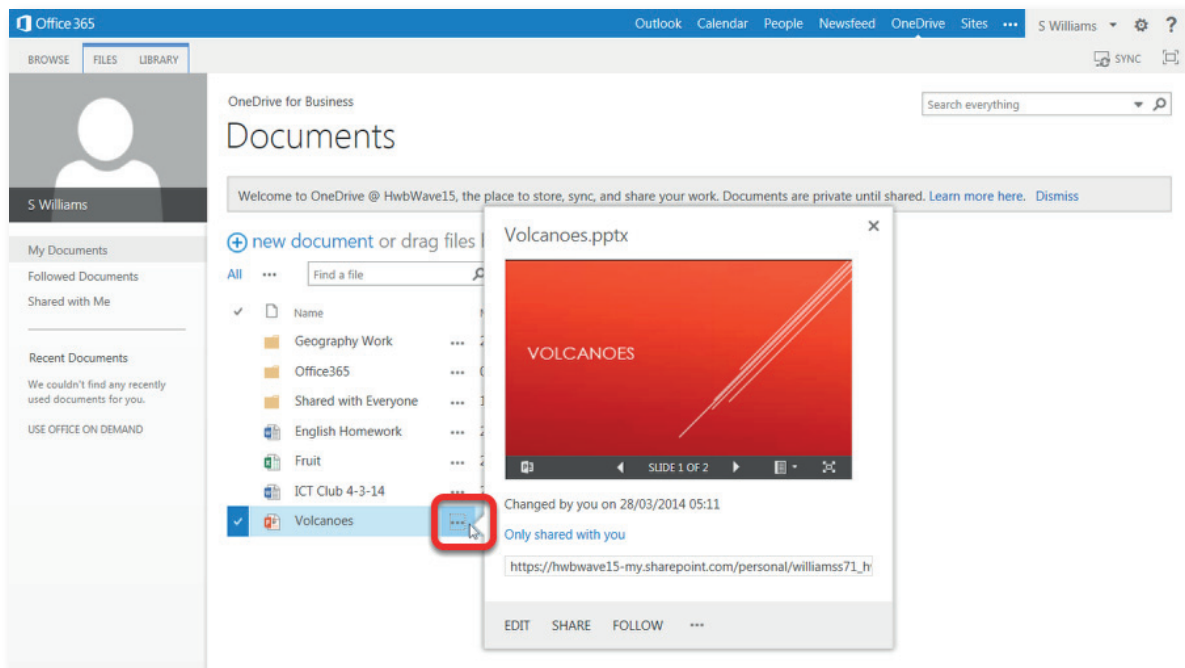 Office 365
Outlook Calendar People Newsfeed OneDrive Sites ••• S Williams ?
BROWSE FILES LIBRARY
SYNC
OneDrive for Business
Search everything
Documents
S Williams
Welcome to OneDrive @ HwbWave15, the place to store, sync, and share your work. Documents are private until shared. Learn more here. Dismiss
My Documents
Followed Documents
Shared with Me
Recent Documents
We couldn't find any recently
used documents for you.
USE OFFICE ON DEMAND
new document or drag files
All ••• Find a file
Name
Geography Work •••
Office365 •••
Shared with Everyone •••
English Homework •••
Fruit •••
ICT Club 4-3-14 •••
Volcanoes •••
Volcanoes.pptx
VOLCANOES
SLIDE 1 OF 2
Changed by you on 28/03/2014 05:11
Only shared with you
https://hwbwave15-my.sharepoint.com/personal/williamss71_h
EDIT SHARE FOLLOW •••